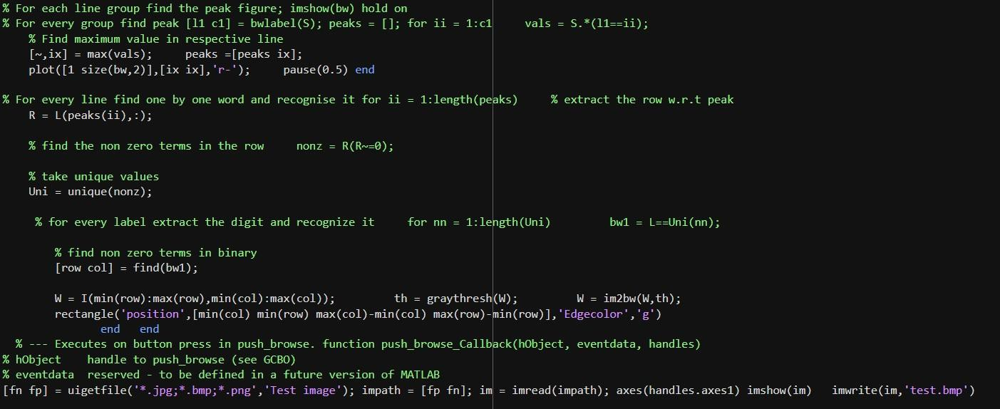 % For each line group find the peak figure; imshow(bw) hold on
% For every group find peak [l1 c1] = bwlabel(S); peaks = []; for ii = 1:c1     vals = S.*(l1==ii);
    % Find maximum value in respective line
    [~,ix] = max(vals);     peaks =[peaks ix];
    plot([1 size(bw,2)],[ix ix],'r-');     pause(0.5) end
% For every line find one by one word and recognise it for ii = 1:length(peaks)     % extract the row w.r.t peak
    R = L(peaks(ii),:);
    % find the non zero terms in the row     nonz = R(R~=0);
    % take unique values
    Uni = unique(nonz);
     % for every label extract the digit and recognize it     for nn = 1:length(Uni)         bw1 = L==Uni(nn);
        % find non zero terms in binary
        [row col] = find(bw1);
        W = I(min(row):max(row),min(col):max(col));         th = graythresh(W);         W = im2bw(W,th);
        rectangle('position',[min(col) min(row) max(col)-min(col) max(row)-min(row)],'Edgecolor','g')
               end   end
  % --- Executes on button press in push_browse. function push_browse_Callback(hObject, eventdata, handles)
% hObject    handle to push_browse (see GCBO)
% eventdata  reserved - to be defined in a future version of MATLAB
[fn fp] = uigetfile('*.jpg;*.bmp;*.png','Test image'); impath = [fp fn]; im = imread(impath); axes(handles.axes1) imshow(im)   imwrite(im,'test.bmp')